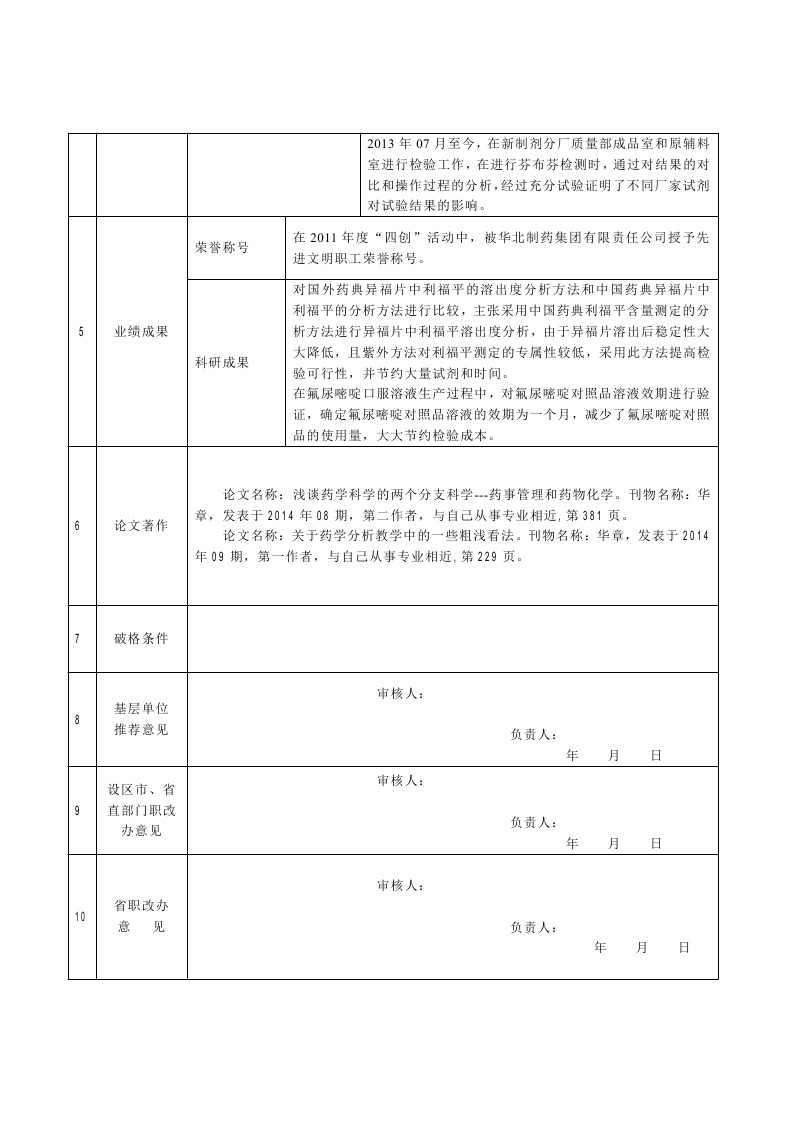 2013 年 07 月至今，在新制剂分厂质量部成品室和原辅料
室进行检验工作，在进行芬布芬检测时，通过对结果的对
比和操作过程的分析，经过充分试验证明了不同厂家试剂
对试验结果的影响。
5
业绩成果
荣誉称号
在 2011 年度“四创”活动中，被华北制药集团有限责任公司授予先
进文明职工荣誉称号。
科研成果
对国外药典异福片中利福平的溶出度分析方法和中国药典异福片中
利福平的分析方法进行比较，主张采用中国药典利福平含量测定的分
析方法进行异福片中利福平溶出度分析，由于异福片溶出后稳定性大
大降低，且紫外方法对利福平测定的专属性较低，采用此方法提高检
验可行性，并节约大量试剂和时间。
在氟尿嘧啶口服溶液生产过程中，对氟尿嘧啶对照品溶液效期进行验
证，确定氟尿嘧啶对照品溶液的效期为一个月，减少了氟尿嘧啶对照
品的使用量，大大节约检验成本。
6
论文著作
论文名称：浅谈药学科学的两个分支科学---药事管理和药物化学。刊物名称：华
章，发表于 2014 年 08 期，第二作者，与自己从事专业相近,第 381 页。
论文名称：关于药学分析教学中的一些粗浅看法。刊物名称：华章，发表于 2014
年 09 期，第一作者，与自己从事专业相近,第 229 页。
7
破格条件
8
基层单位
推荐意见
审核人：
负责人：
年 月 日
9
设区市、省
直部门职改
办意见
审核人：
负责人：
年 月 日
10
省职改办
意 见
审核人：
负责人：
年 月 日